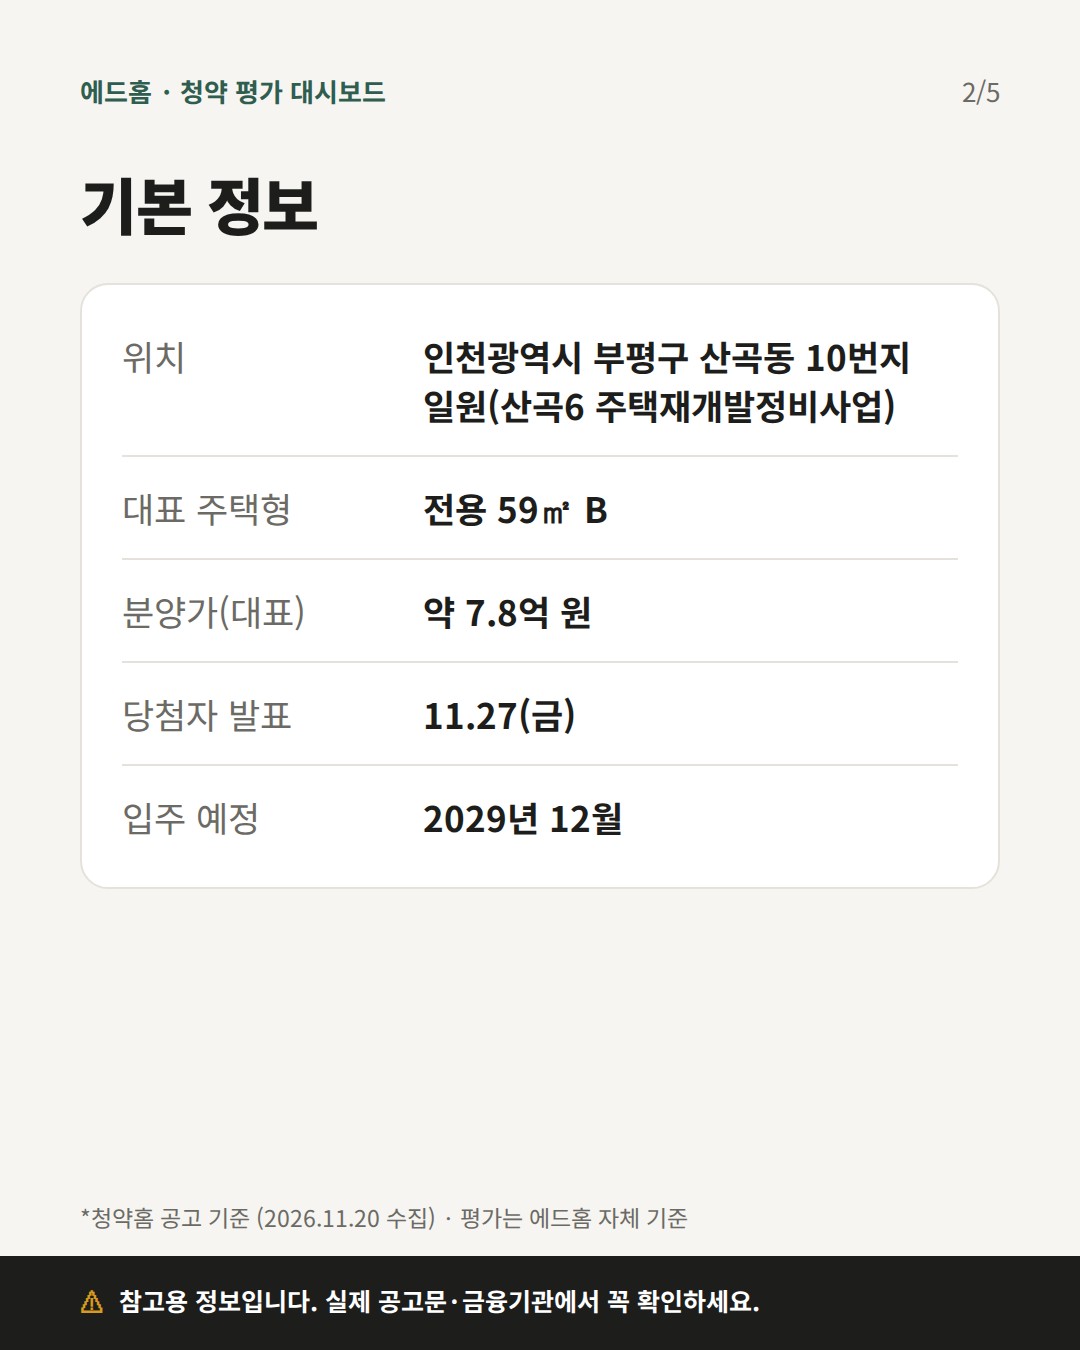 에드홈 · 청약 평가 대시보드
2/5
기본 정보
위치
인천광역시 부평구 산곡동 10번지
일원(산곡6 주택재개발정비사업)
대표 주택형
전용 59㎡ B
분양가(대표)
약 7.8억 원
당첨자 발표
11.27(금)
입주 예정
2029년 12월
*청약홈 공고 기준 (2026.11.20 수집) · 평가는 에드홈 자체 기준
⚠ 참고용 정보입니다. 실제 공고문·금융기관에서 꼭 확인하세요.